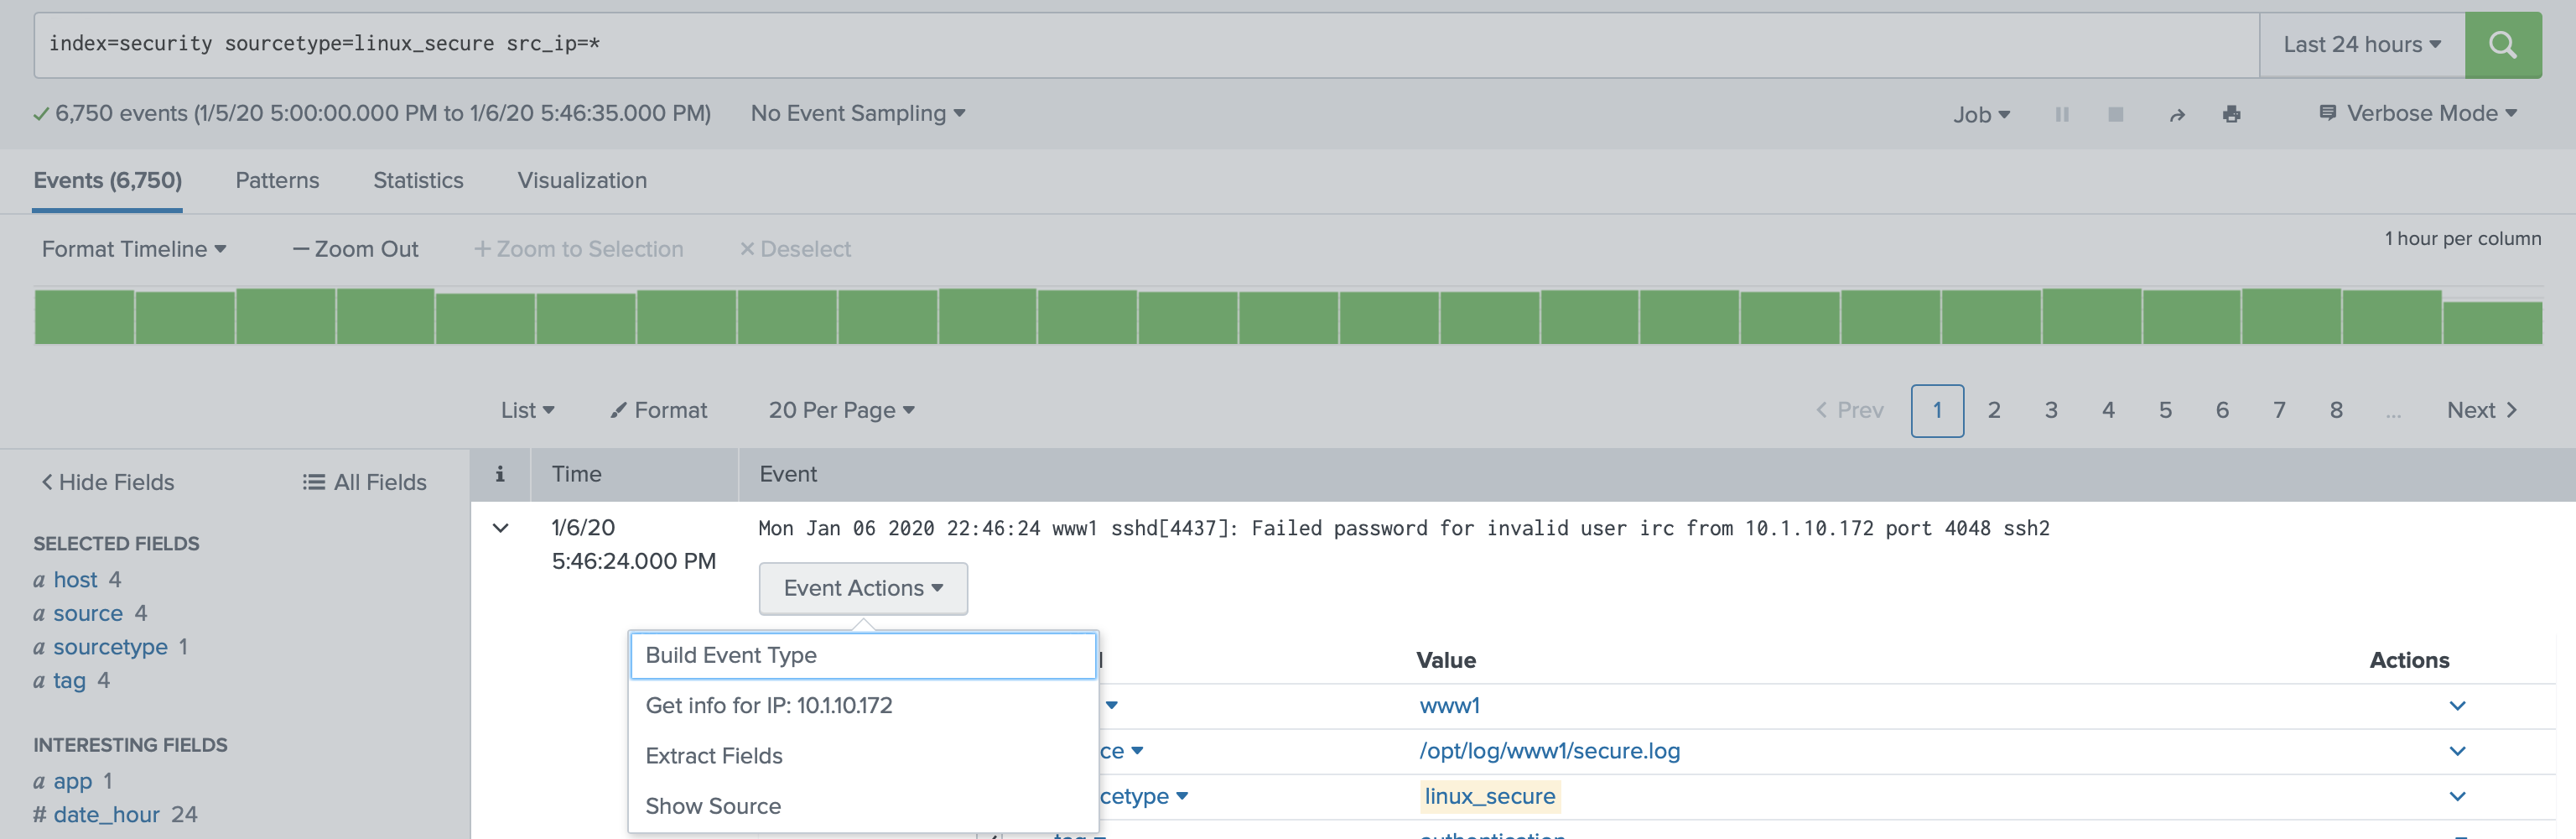 index=security sourcetype=linux_secure src_ip=*
Last 24 hours
6,750 events (1/5/20 5:00:00.000 PM to 1/6/20 5:46:35.000 PM)
No Event Sampling
Job
Verbose Mode
Events (6,750)
Patterns
Statistics
Visualization
Format Timeline
— Zoom Out
+ Zoom to Selection
× Deselect
1 hour per column
List
Format
20 Per Page
< Prev
1
2
3
4
5
6
7
8
...
Next >
< Hide Fields
All Fields
i
Time
Event
SELECTED FIELDS
a host 4
a source 4
a sourcetype 1
a tag 4
INTERESTING FIELDS
a app 1
# date_hour 24
1/6/20
5:46:24.000 PM
Mon Jan 06 2020 22:46:24 www1 sshd[4437]: Failed password for invalid user irc from 10.1.10.172 port 4048 ssh2
Event Actions
Build Event Type
Get info for IP: 10.1.10.172
Extract Fields
Show Source
Value
Actions
www1
ce
/opt/log/www1/secure.log
cetype
linux_secure
tag
authentication